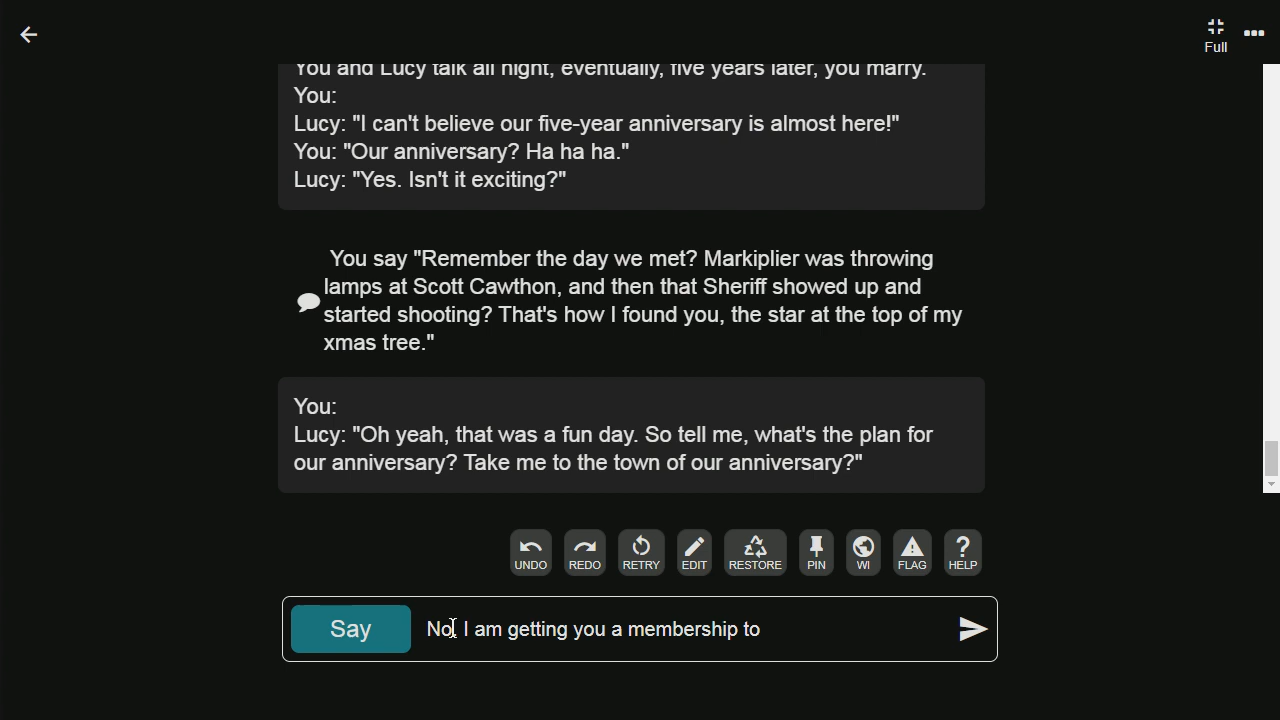 Full
You and Lucy talk all night, eventually, five years later, you marry.
You:
Lucy: "I can't believe our five-year anniversary is almost here!"
You: "Our anniversary? Ha ha ha."
Lucy: "Yes. Isn't it exciting?"
You say "Remember the day we met? Markiplier was throwing
lamps at Scott Cawthon, and then that Sheriff showed up and
started shooting? That's how I found you, the star at the top of my
xmas tree."
You:
Lucy: "Oh yeah, that was a fun day. So tell me, what's the plan for
our anniversary? Take me to the town of our anniversary?"
UNDO REDO RETRY EDIT RESTORE PIN WI FLAG HELP
Say No, I am getting you a membership to